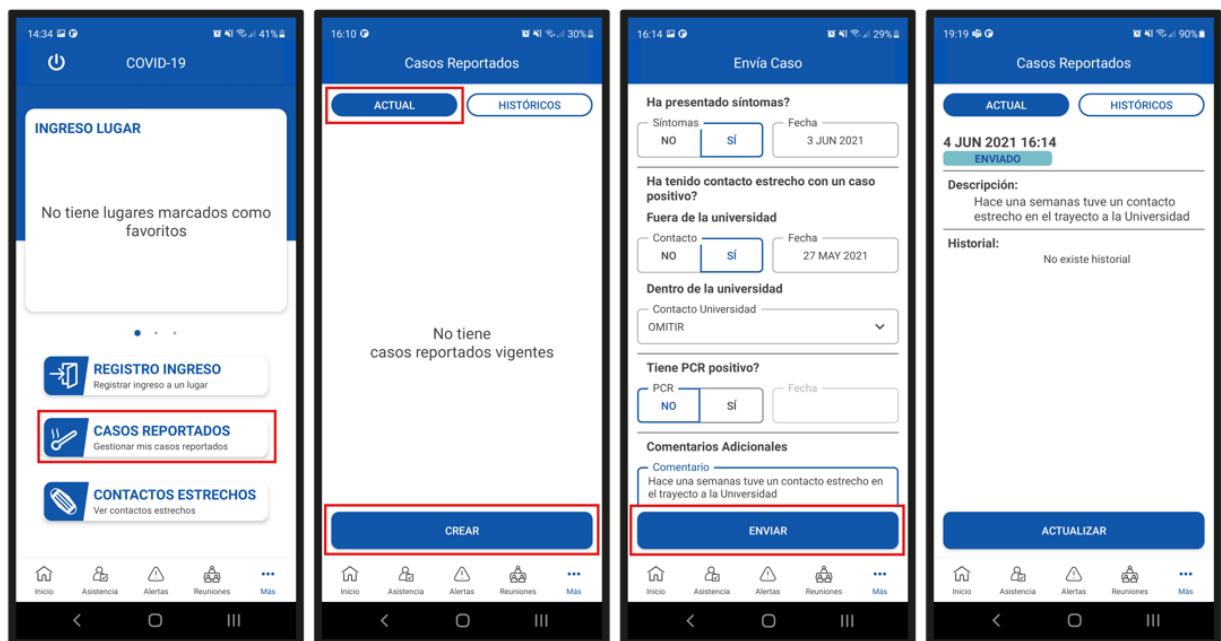 14:34
41%
COVID-19
INGRESO LUGAR
No tiene lugares marcados como
favoritos
REGISTRO INGRESO
Registrar ingreso a un lugar
CASOS REPORTADOS
Gestionar mis casos reportados
CONTACTOS ESTRECHOS
Ver contactos estrechos
Inicio
Asistencia
Alertas
Reuniones
Más
16:10
30%
Casos Reportados
ACTUAL
HISTÓRICOS
No tiene
casos reportados vigentes
CREAR
Inicio
Asistencia
Alertas
Reuniones
Más
16:14
29%
Envía Caso
Ha presentado síntomas?
Síntomas
Fecha
NO
SÍ
3 JUN 2021
Ha tenido contacto estrecho con un caso
positivo?
Fuera de la universidad
Contacto
Fecha
NO
SÍ
27 MAY 2021
Dentro de la universidad
Contacto Universidad
OMITIR
Tiene PCR positivo?
PCR
Fecha
NO
SÍ
Comentarios Adicionales
Comentario
Hace una semanas tuve un contacto estrecho en
el trayecto a la Universidad
ENVIAR
Inicio
Asistencia
Alertas
Reuniones
Más
19:19
90%
Casos Reportados
ACTUAL
HISTÓRICOS
4 JUN 2021 16:14
ENVIADO
Descripción:
Hace una semanas tuve un contacto
estrecho en el trayecto a la Universidad
Historial:
No existe historial
ACTUALIZAR
Inicio
Asistencia
Alertas
Reuniones
Más